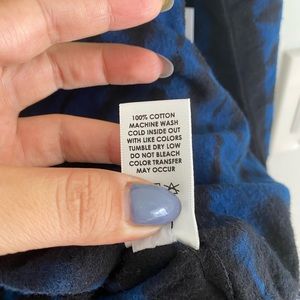 100% COTTON
MACHINE WASH
COLD INSIDE OUT
WITH LIKE COLORS
TUMBLE DRY LOW
DO NOT BLEACH
COLOR TRANSFER
MAY OCCUR